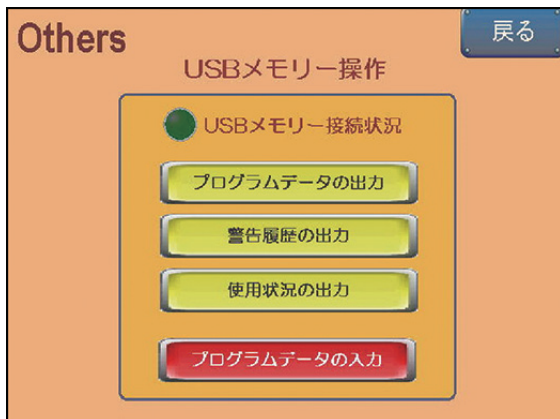 Others
戻る
USBメモリー操作
USBメモリー接続状況
プログラムデータの出力
警告履歴の出力
使用状況の出力
プログラムデータの入力